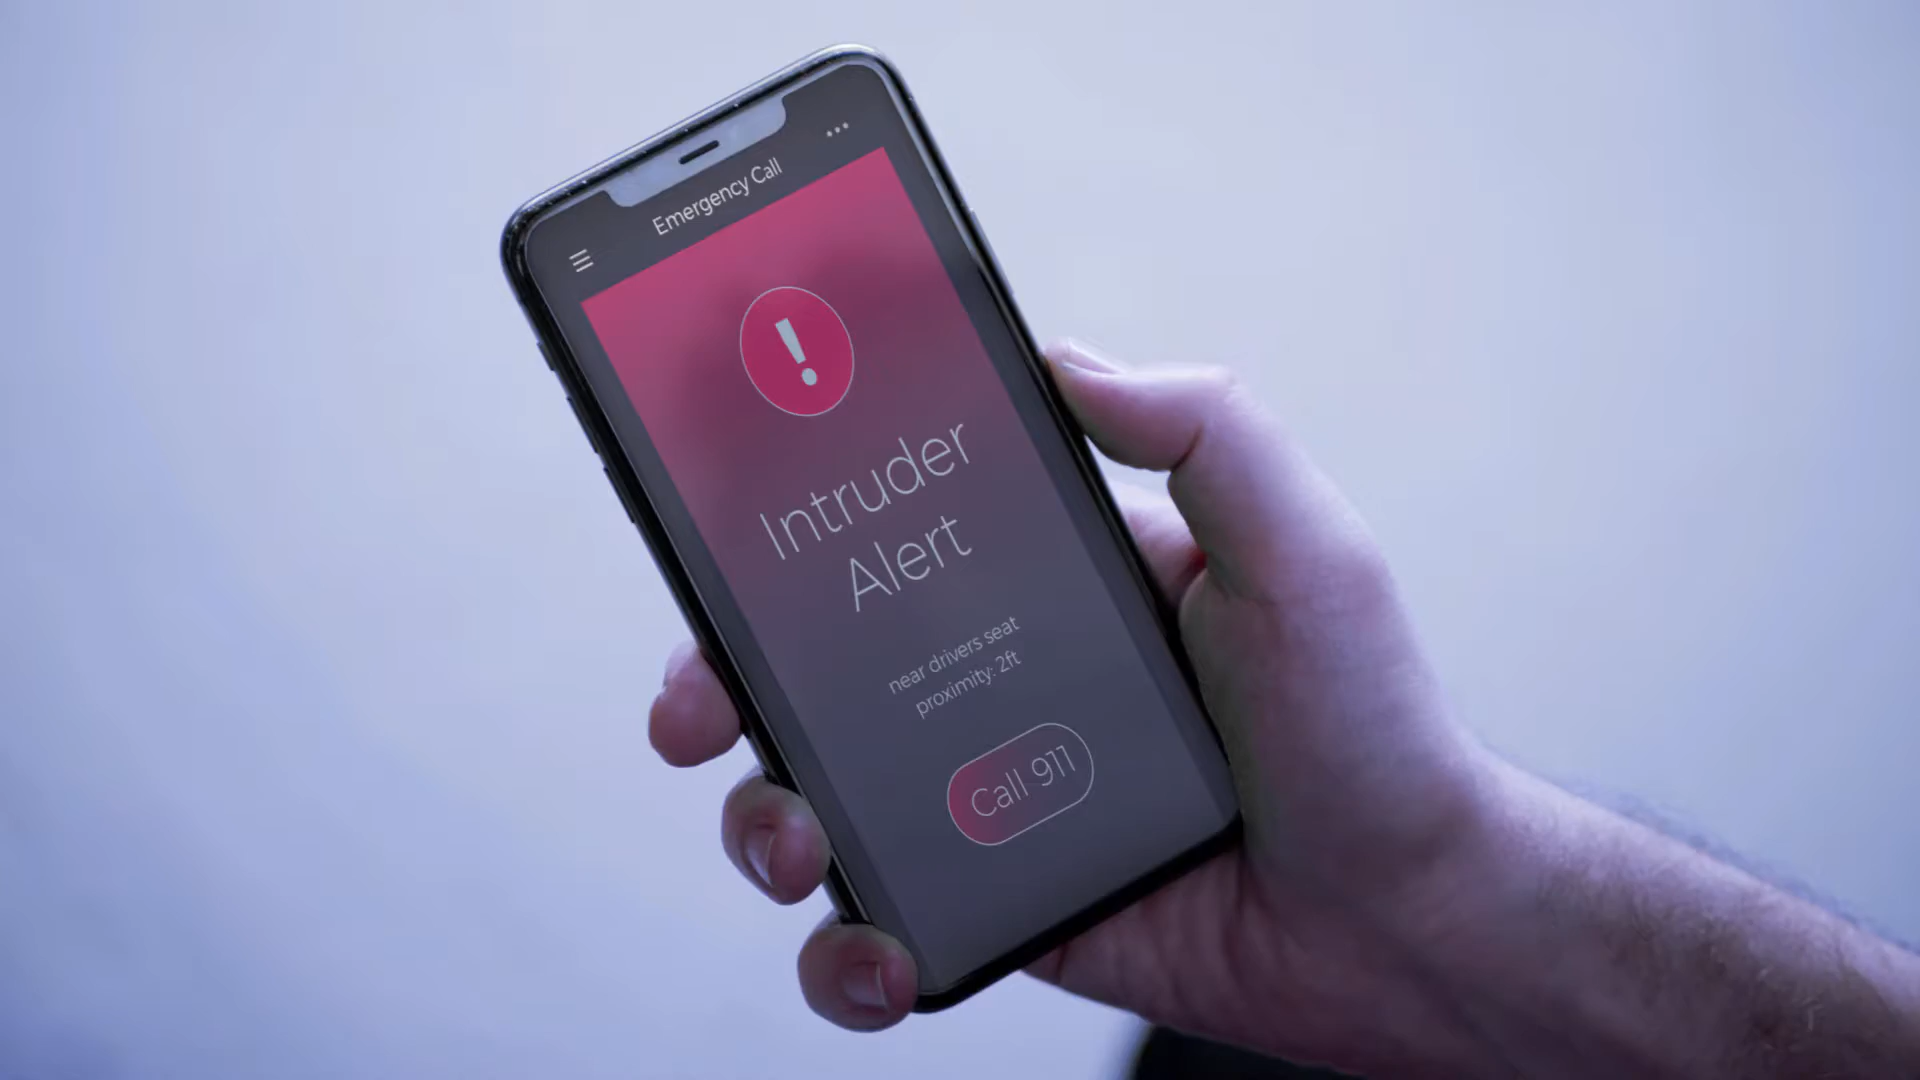 Emergency Call
!
Intruder
Alert
near drivers seat
proximity: 2ft
Call 911